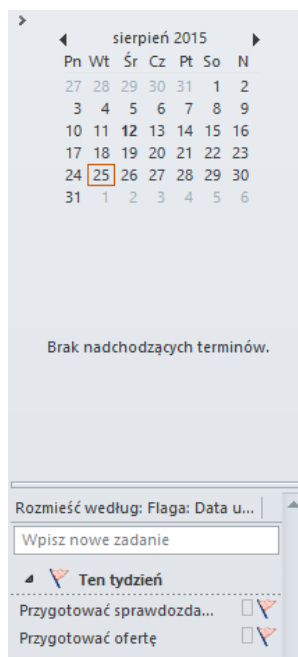 sierpień 2015
Pn Wt Śr Cz Pt So N
27 28 29 30 31 1 2
3 4 5 6 7 8 9
10 11 12 13 14 15 16
17 18 19 20 21 22 23
24 25 26 27 28 29 30
31 1 2 3 4 5 6
Brak nadchodzących terminów.
Rozmieść według: Flaga: Data u...
Wpisz nowe zadanie
Ten tydzień
Przygotować sprawozda...
Przygotować ofertę